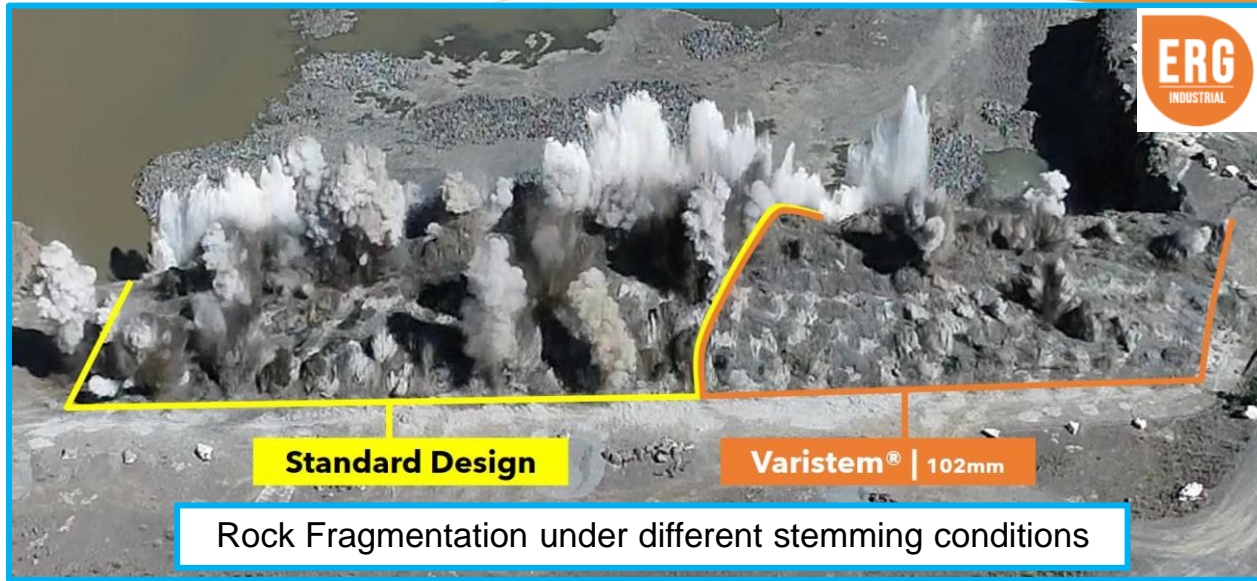 ERG
INDUSTRIAL
Standard Design
Varistem® | 102mm
Rock Fragmentation under different stemming conditions